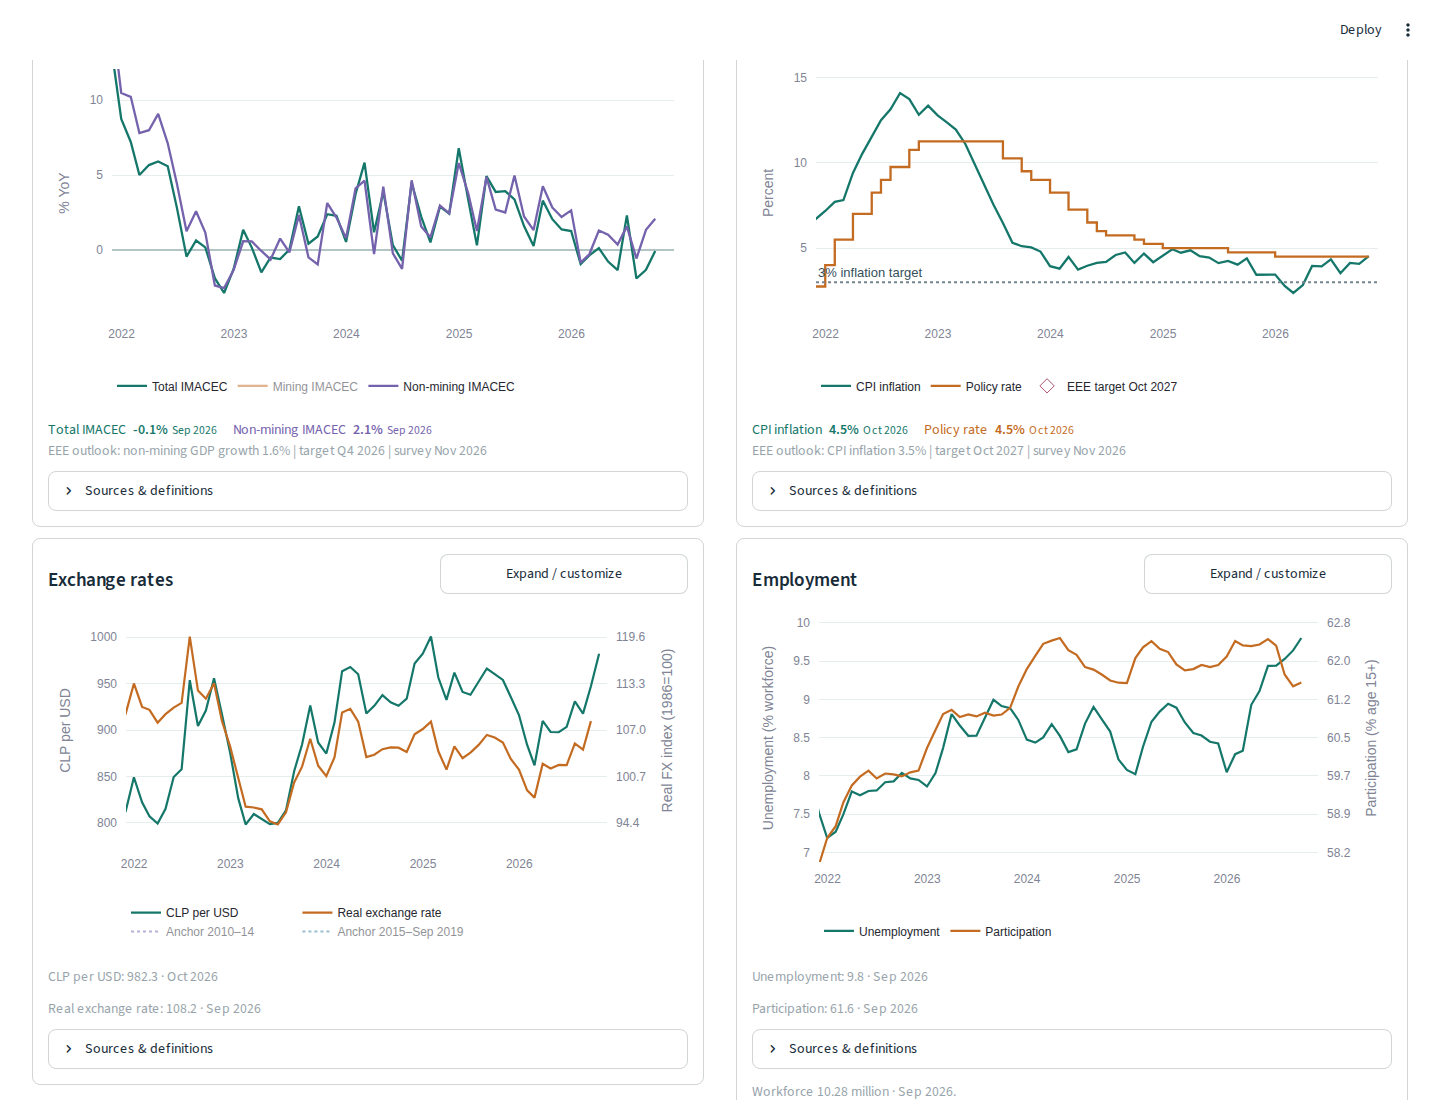 Deploy
10
5
0
% YoY
2022 2023 2024 2025 2026
Total IMACEC Mining IMACEC Non-mining IMACEC
Total IMACEC -0.1% Sep 2026 Non-mining IMACEC 2.1% Sep 2026
EEE outlook: non-mining GDP growth 1.6% | target Q4 2026 | survey Nov 2026
Sources & definitions
15
10
5
Percent
3% inflation target
2022 2023 2024 2025 2026
CPI inflation Policy rate EEE target Oct 2027
CPI inflation 4.5% Oct 2026 Policy rate 4.5% Oct 2026
EEE outlook: CPI inflation 3.5% | target Oct 2027 | survey Nov 2026
Sources & definitions
Exchange rates
Expand / customize
1000 119.6
950 113.3
900 107.0
850 100.7
800 94.4
CLP per USD
Real FX index (1986=100)
2022 2023 2024 2025 2026
CLP per USD Real exchange rate
Anchor 2010–14 Anchor 2015–Sep 2019
CLP per USD: 982.3 · Oct 2026
Real exchange rate: 108.2 · Sep 2026
Sources & definitions
Employment
Expand / customize
10 62.8
9.5 62.0
9 61.2
8.5 60.5
8 59.7
7.5 58.9
7 58.2
Unemployment (% workforce)
Participation (% age 15+)
2022 2023 2024 2025 2026
Unemployment Participation
Unemployment: 9.8 · Sep 2026
Participation: 61.6 · Sep 2026
Sources & definitions
Workforce 10.28 million · Sep 2026.